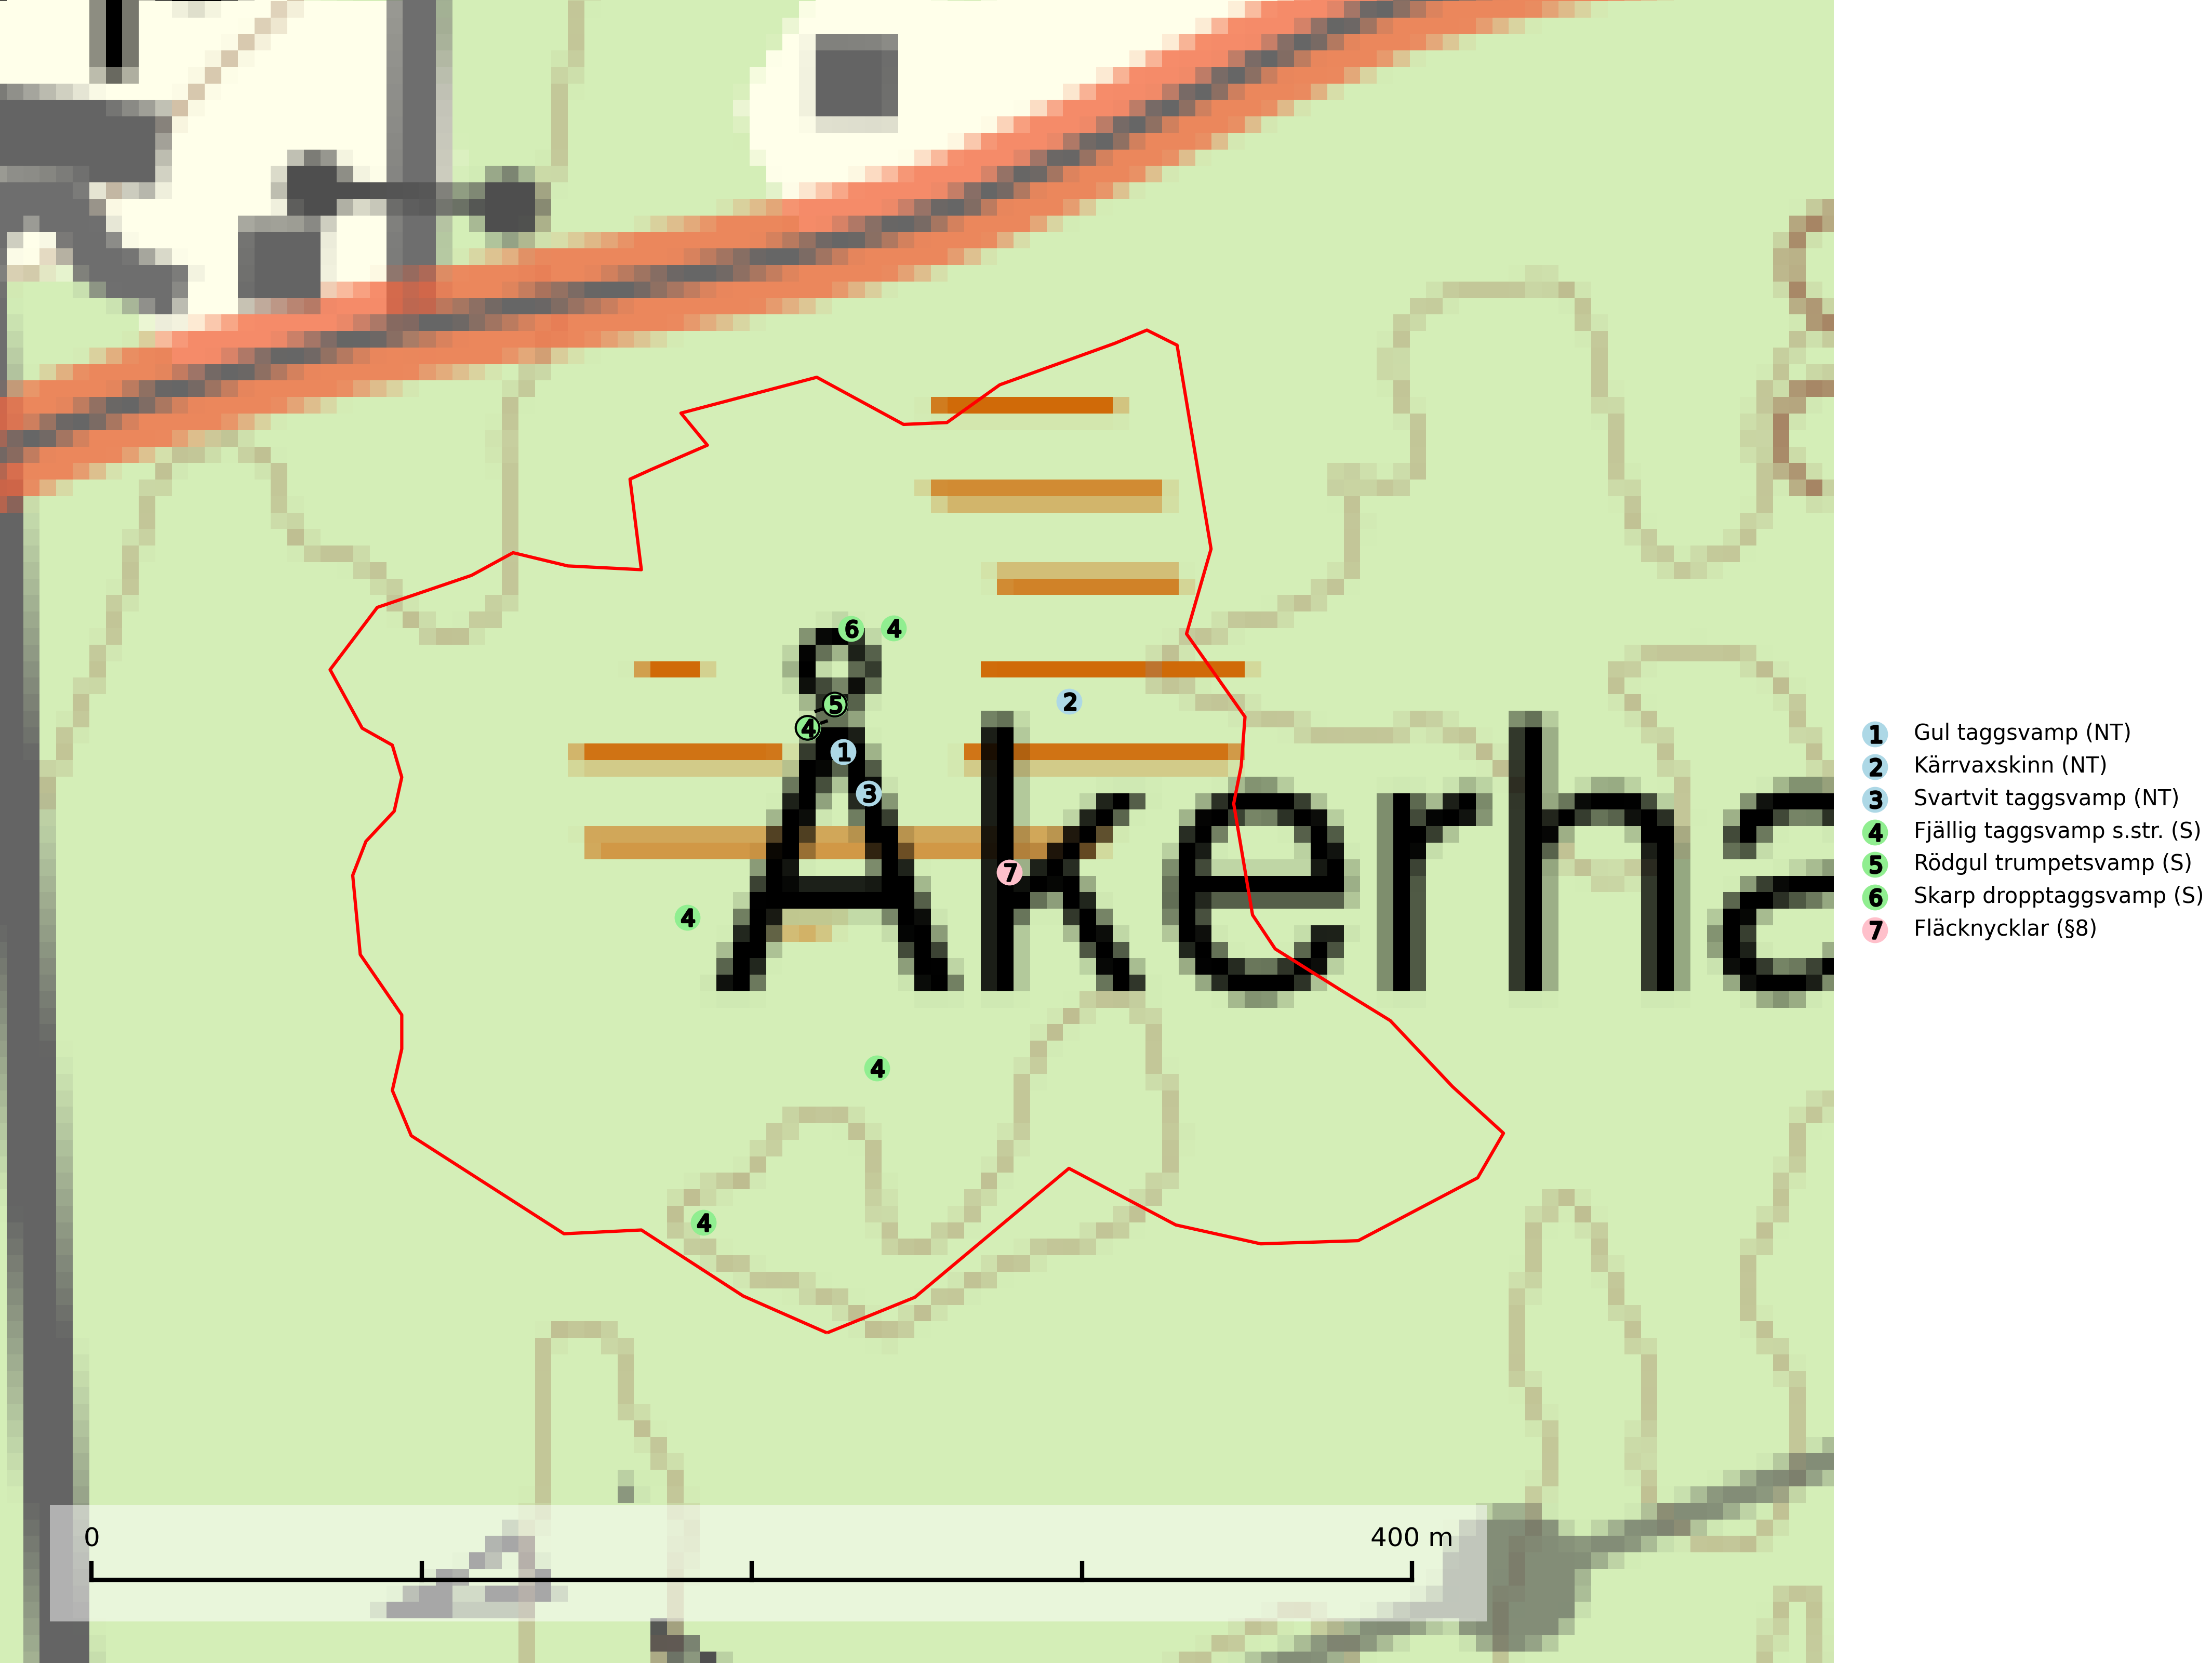 6 4
5
4
2
1
3
Åkerha
7
4
4
4
0 400 m
1 Gul taggsvamp (NT)
2 Kärrvaxskinn (NT)
3 Svartvit taggsvamp (NT)
4 Fjällig taggsvamp s.str. (S)
5 Rödgul trumpetsvamp (S)
6 Skarp dropptaggsvamp (S)
7 Fläcknycklar (§8)